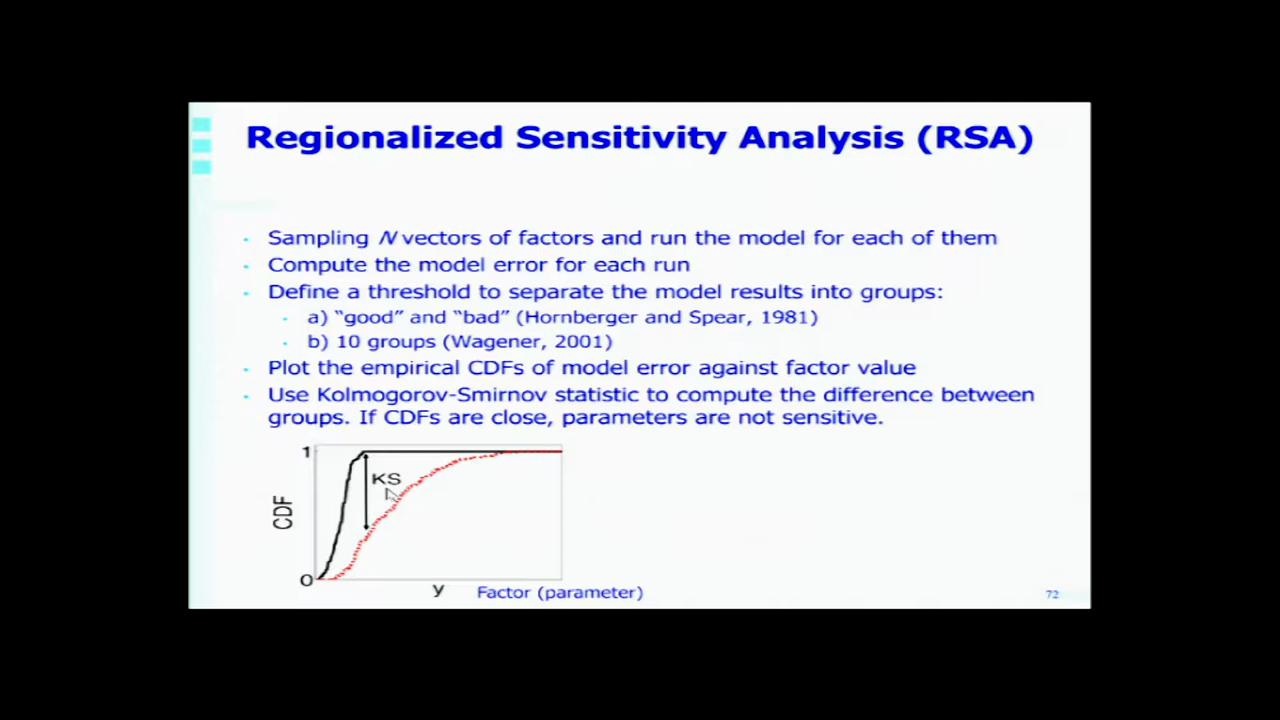 Regionalized Sensitivity Analysis (RSA)
Sampling N vectors of factors and run the model for each of them
Compute the model error for each run
Define a threshold to separate the model results into groups:
a) “good” and “bad” (Hornberger and Spear, 1981)
b) 10 groups (Wagener, 2001)
Plot the empirical CDFs of model error against factor value
Use Kolmogorov-Smirnov statistic to compute the difference between
groups. If CDFs are close, parameters are not sensitive.
1
KS
CDF
0
y
Factor (parameter)
72